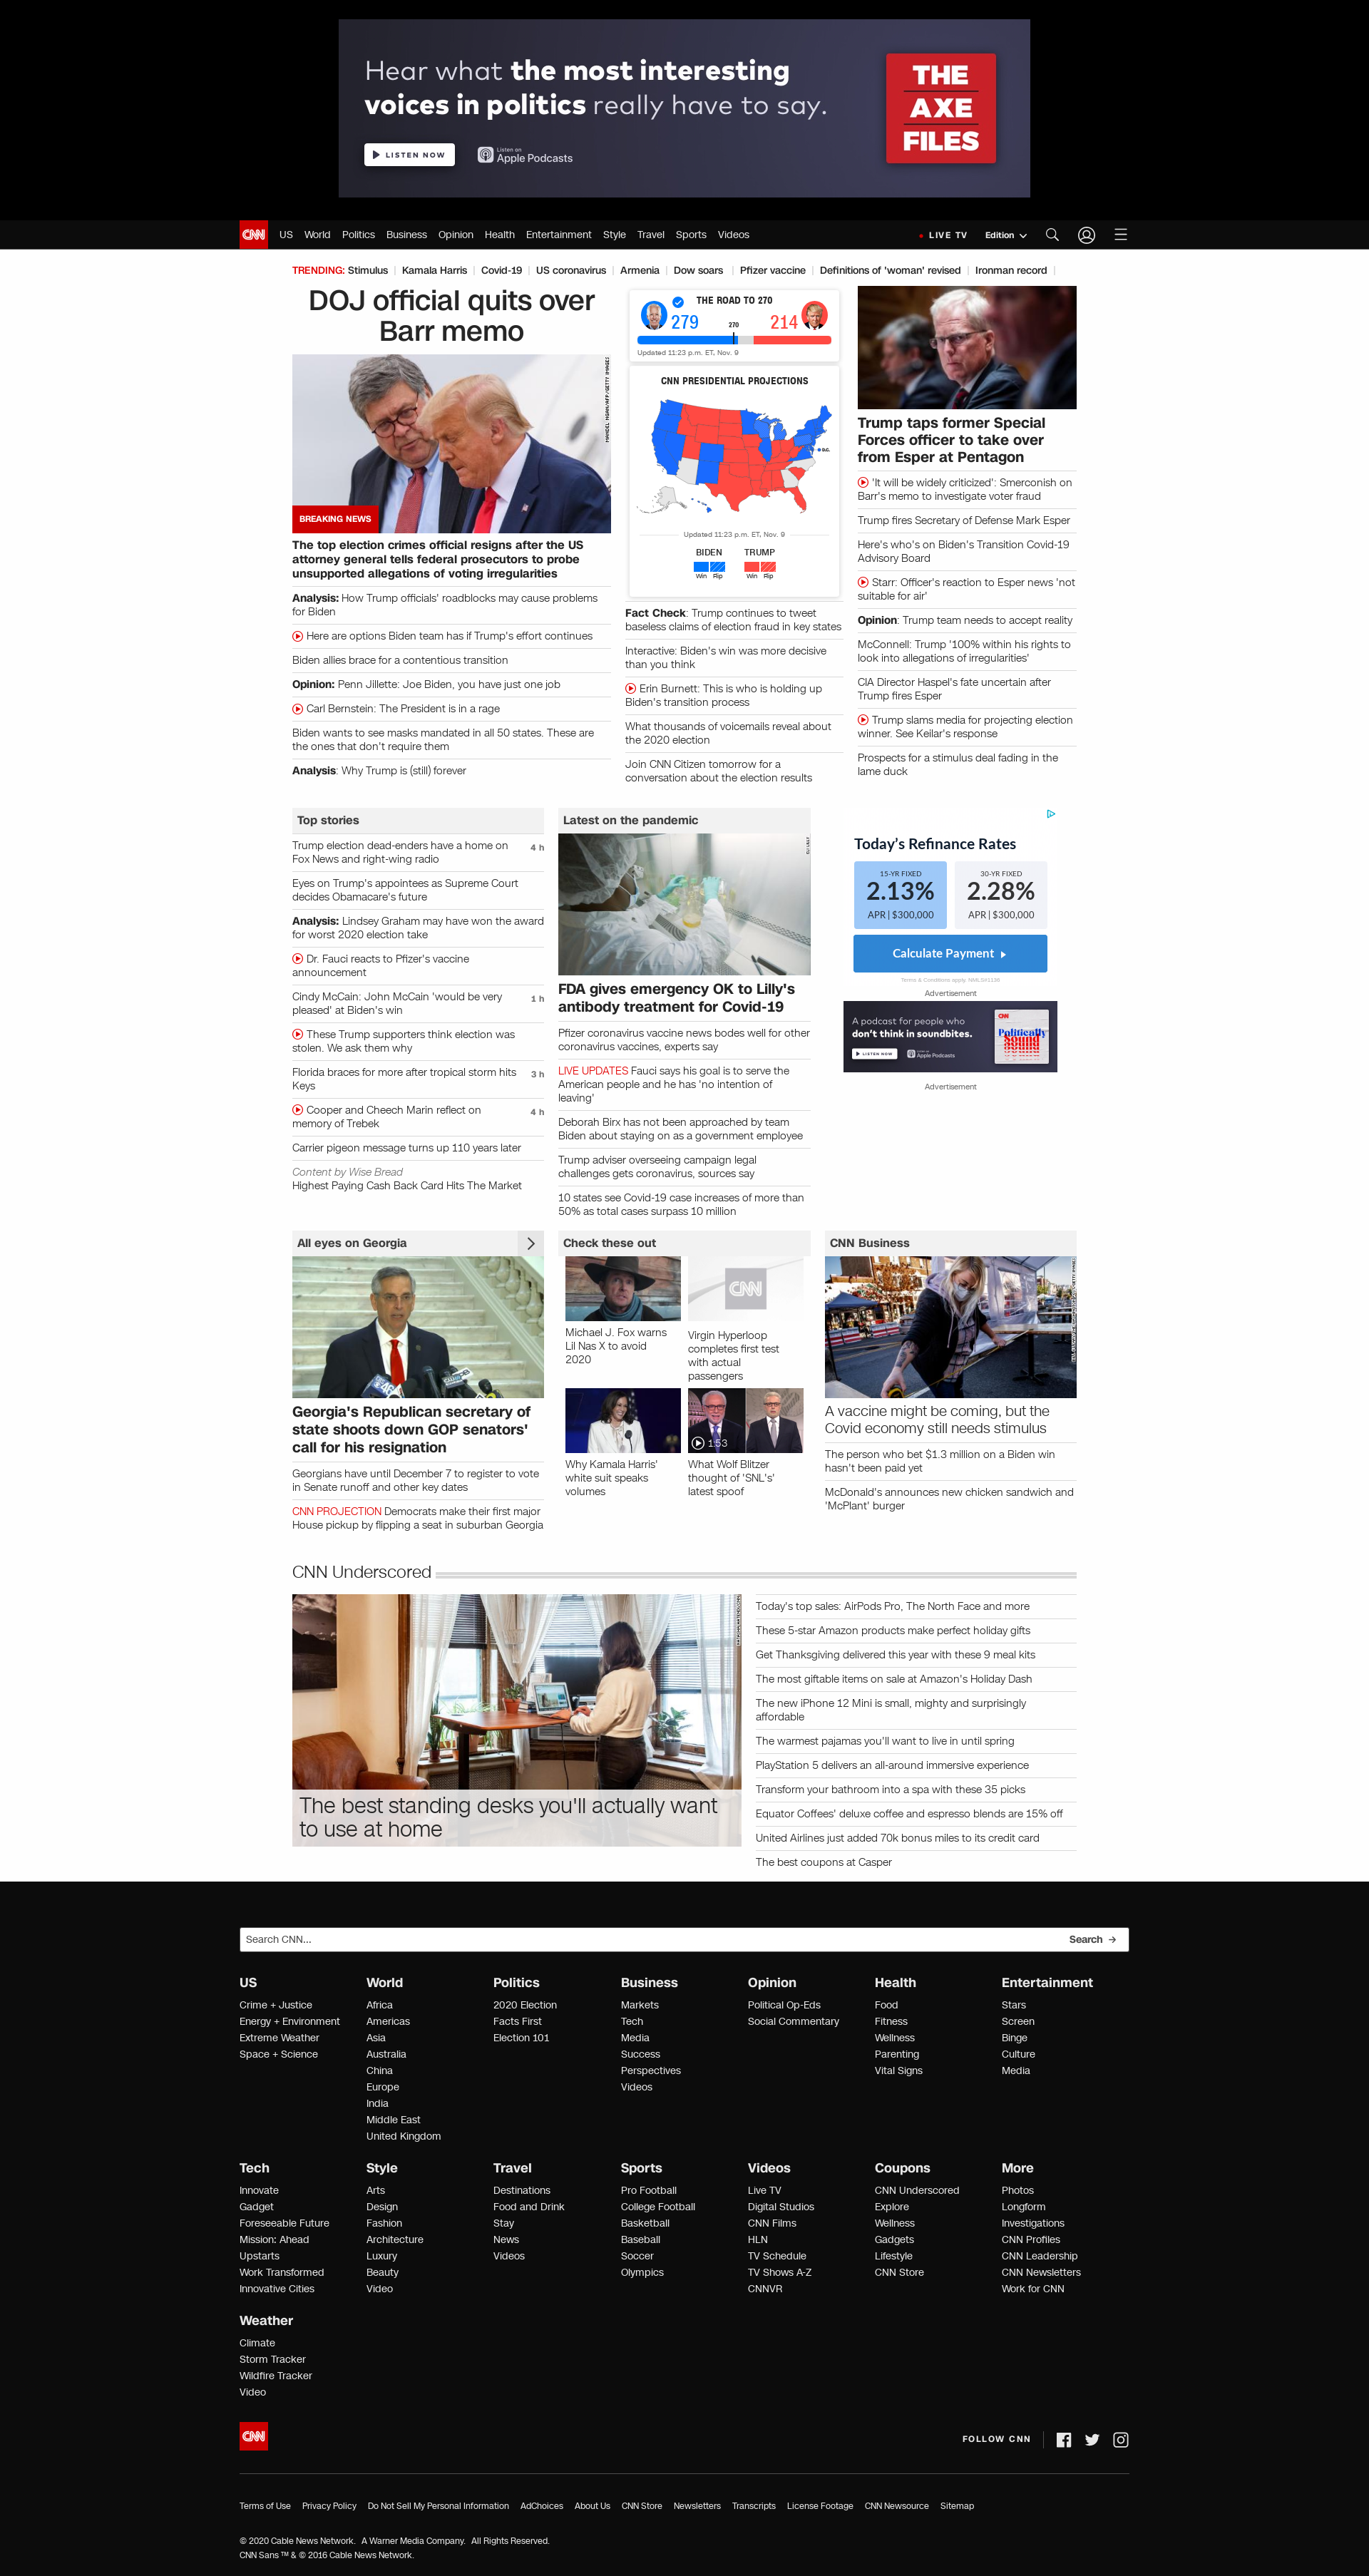 Hear what the most interesting
voices in politics really have to say.
LISTEN NOW
Listen on
Apple Podcasts
THE
AXE
FILES
CNN US World Politics Business Opinion Health Entertainment Style Travel Sports Videos LIVE TV Edition
TRENDING: Stimulus | Kamala Harris | Covid-19 | US coronavirus | Armenia | Dow soars | Pfizer vaccine | Definitions of 'woman' revised | Ironman record |
DOJ official quits over
Barr memo
MANDEL NGAN/AFP/GETTY IMAGES
BREAKING NEWS
The top election crimes official resigns after the US
attorney general tells federal prosecutors to probe
unsupported allegations of voting irregularities
Analysis: How Trump officials' roadblocks may cause problems
for Biden
Here are options Biden team has if Trump's effort continues
Biden allies brace for a contentious transition
Opinion: Penn Jillette: Joe Biden, you have just one job
Carl Bernstein: The President is in a rage
Biden wants to see masks mandated in all 50 states. These are
the ones that don't require them
Analysis: Why Trump is (still) forever
THE ROAD TO 270
279
270
214
Updated 11:23 p.m. ET, Nov. 9
CNN PRESIDENTIAL PROJECTIONS
D.C.
Updated 11:23 p.m. ET, Nov. 9
BIDEN TRUMP
Win Flip Win Flip
Fact Check: Trump continues to tweet
baseless claims of election fraud in key states
Interactive: Biden's win was more decisive
than you think
Erin Burnett: This is who is holding up
Biden's transition process
What thousands of voicemails reveal about
the 2020 election
Join CNN Citizen tomorrow for a
conversation about the election results
Trump taps former Special
Forces officer to take over
from Esper at Pentagon
'It will be widely criticized': Smerconish on
Barr's memo to investigate voter fraud
Trump fires Secretary of Defense Mark Esper
Here's who's on Biden's Transition Covid-19
Advisory Board
Starr: Officer's reaction to Esper news 'not
suitable for air'
Opinion: Trump team needs to accept reality
McConnell: Trump '100% within his rights to
look into allegations of irregularities'
CIA Director Haspel's fate uncertain after
Trump fires Esper
Trump slams media for projecting election
winner. See Keilar's response
Prospects for a stimulus deal fading in the
lame duck
Top stories
Trump election dead-enders have a home on
Fox News and right-wing radio
4 h
Eyes on Trump's appointees as Supreme Court
decides Obamacare's future
Analysis: Lindsey Graham may have won the award
for worst 2020 election take
Dr. Fauci reacts to Pfizer's vaccine
announcement
Cindy McCain: John McCain 'would be very
pleased' at Biden's win
1 h
These Trump supporters think election was
stolen. We ask them why
Florida braces for more after tropical storm hits
Keys
3 h
Cooper and Cheech Marin reflect on
memory of Trebek
4 h
Carrier pigeon message turns up 110 years later
Content by Wise Bread
Highest Paying Cash Back Card Hits The Market
Latest on the pandemic
FDA gives emergency OK to Lilly's
antibody treatment for Covid-19
Pfizer coronavirus vaccine news bodes well for other
coronavirus vaccines, experts say
LIVE UPDATES Fauci says his goal is to serve the
American people and he has 'no intention of
leaving'
Deborah Birx has not been approached by team
Biden about staying on as a government employee
Trump adviser overseeing campaign legal
challenges gets coronavirus, sources say
10 states see Covid-19 case increases of more than
50% as total cases surpass 10 million
Today's Refinance Rates
15-YR FIXED
2.13%
APR | $300,000
30-YR FIXED
2.28%
APR | $300,000
Calculate Payment
Terms & Conditions apply. NMLS#1136
Advertisement
A podcast for people who
don't think in soundbites.
LISTEN NOW
Apple Podcasts
CNN
Politically
Sound
Advertisement
All eyes on Georgia
Georgia's Republican secretary of
state shoots down GOP senators'
call for his resignation
Georgians have until December 7 to register to vote
in Senate runoff and other key dates
CNN PROJECTION Democrats make their first major
House pickup by flipping a seat in suburban Georgia
Check these out
Michael J. Fox warns
Lil Nas X to avoid
2020
CNN
Virgin Hyperloop
completes first test
with actual
passengers
Why Kamala Harris'
white suit speaks
volumes
1:53
What Wolf Blitzer
thought of 'SNL's'
latest spoof
CNN Business
A vaccine might be coming, but the
Covid economy still needs stimulus
The person who bet $1.3 million on a Biden win
hasn't been paid yet
McDonald's announces new chicken sandwich and
'McPlant' burger
CNN Underscored
The best standing desks you'll actually want
to use at home
Today's top sales: AirPods Pro, The North Face and more
These 5-star Amazon products make perfect holiday gifts
Get Thanksgiving delivered this year with these 9 meal kits
The most giftable items on sale at Amazon's Holiday Dash
The new iPhone 12 Mini is small, mighty and surprisingly
affordable
The warmest pajamas you'll want to live in until spring
PlayStation 5 delivers an all-around immersive experience
Transform your bathroom into a spa with these 35 picks
Equator Coffees' deluxe coffee and espresso blends are 15% off
United Airlines just added 70k bonus miles to its credit card
The best coupons at Casper
Search CNN... Search →
US
Crime + Justice
Energy + Environment
Extreme Weather
Space + Science
World
Africa
Americas
Asia
Australia
China
Europe
India
Middle East
United Kingdom
Politics
2020 Election
Facts First
Election 101
Business
Markets
Tech
Media
Success
Perspectives
Videos
Opinion
Political Op-Eds
Social Commentary
Health
Food
Fitness
Wellness
Parenting
Vital Signs
Entertainment
Stars
Screen
Binge
Culture
Media
Tech
Innovate
Gadget
Foreseeable Future
Mission: Ahead
Upstarts
Work Transformed
Innovative Cities
Style
Arts
Design
Fashion
Architecture
Luxury
Beauty
Video
Travel
Destinations
Food and Drink
Stay
News
Videos
Sports
Pro Football
College Football
Basketball
Baseball
Soccer
Olympics
Videos
Live TV
Digital Studios
CNN Films
HLN
TV Schedule
TV Shows A-Z
CNNVR
Coupons
CNN Underscored
Explore
Wellness
Gadgets
Lifestyle
CNN Store
More
Photos
Longform
Investigations
CNN Profiles
CNN Leadership
CNN Newsletters
Work for CNN
Weather
Climate
Storm Tracker
Wildfire Tracker
Video
CNN FOLLOW CNN
Terms of Use Privacy Policy Do Not Sell My Personal Information AdChoices About Us CNN Store Newsletters Transcripts License Footage CNN Newsource Sitemap
© 2020 Cable News Network. A Warner Media Company. All Rights Reserved.
CNN Sans ™ & © 2016 Cable News Network.